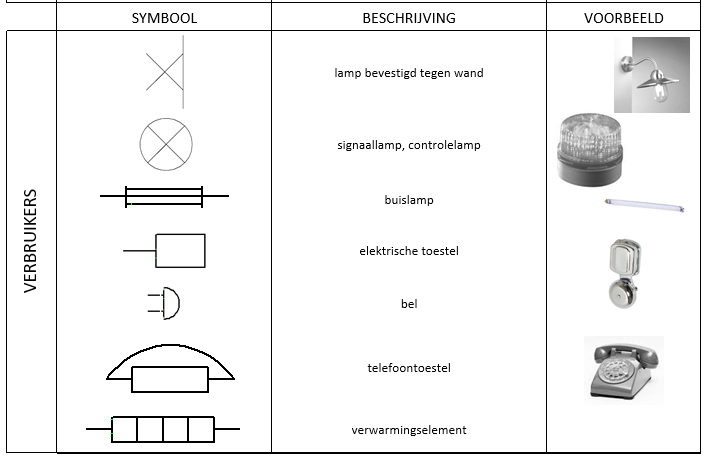 SYMBOOL BESCHRIJVING VOORBEELD
VERBRUIKERS
lamp bevestigd tegen wand
signaallamp, controlelamp
buislamp
elektrische toestel
bel
telefoontoestel
verwarmingselement